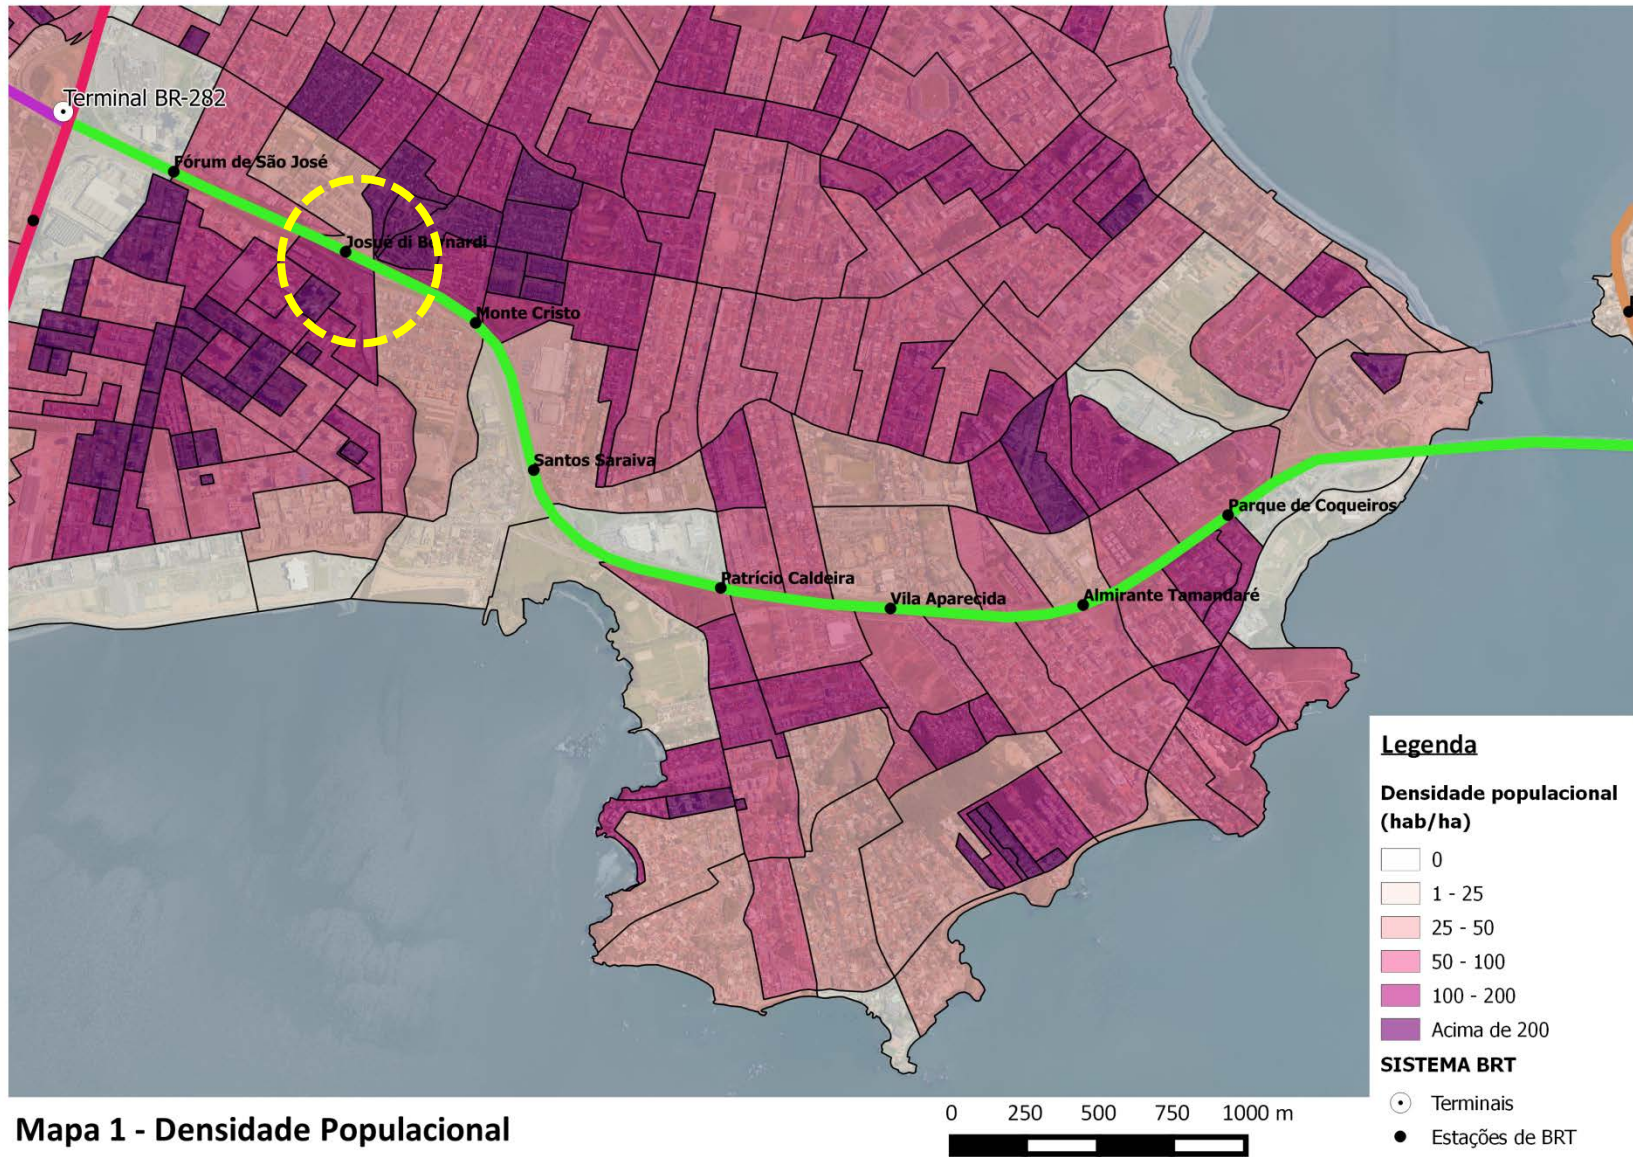 Terminal BR-282
Fórum de São José
Josué di Bernardi
Monte Cristo
Santos Saraiva
Parque de Coqueiros
Patrício Caldeira
Vila Aparecida
Almirante Tamandaré
Legenda
Densidade populacional
(hab/ha)
0
1 - 25
25 - 50
50 - 100
100 - 200
Acima de 200
SISTEMA BRT
Terminais
Estações de BRT
Mapa 1 - Densidade Populacional
0 250 500 750 1000 m